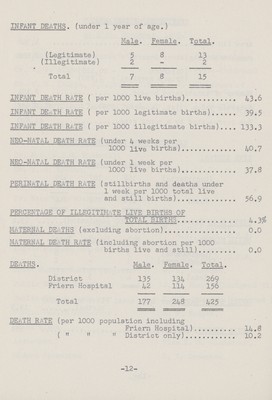 INFANT DEATHS. (under 1 year of age.)
Male. Female. Total.
(Legitimate) 5 8 13
(Illegitimate) 2 - 2
Total 7 8 15
INFANT DEATH RATE ( per 1000 live births)........... 43.6
INFANT DEATH RATE ( per 1000 legitimate births).... 39.5
INFANT DEATH RATE ( per 1000 illegitimate births).... 133.3
NEO-NATAL DEATH RATE (under 4 weeks per
1000 live births)............ 40.7
NEO-NATAL DEATH RATE (under 1 week per
1000 live births)............ 37.8
PERINATAL DEATH RATE (stillbirths and deaths under
1 week per 1000 total live
and still births)............ 56.9
PERCENTAGE OF ILLEGITIMATE LIVE BIRTHS OF
TOTAL BIRTHS................. 4.3%
MATERNAL DEATHS (excluding abortion)................ 0.0
MATERNAL DEATH RATE (including abortion per 1000
births live and still)....... 0.0
DEATHS. Male. Female. Total.
District 135 134 269
Friern Hospital 42 114 156
Total 177 248 425
DEATH RATE (per 1000 population including
Friern Hospital).......... 14.8
( " " " District only)........... 10.2
-12-